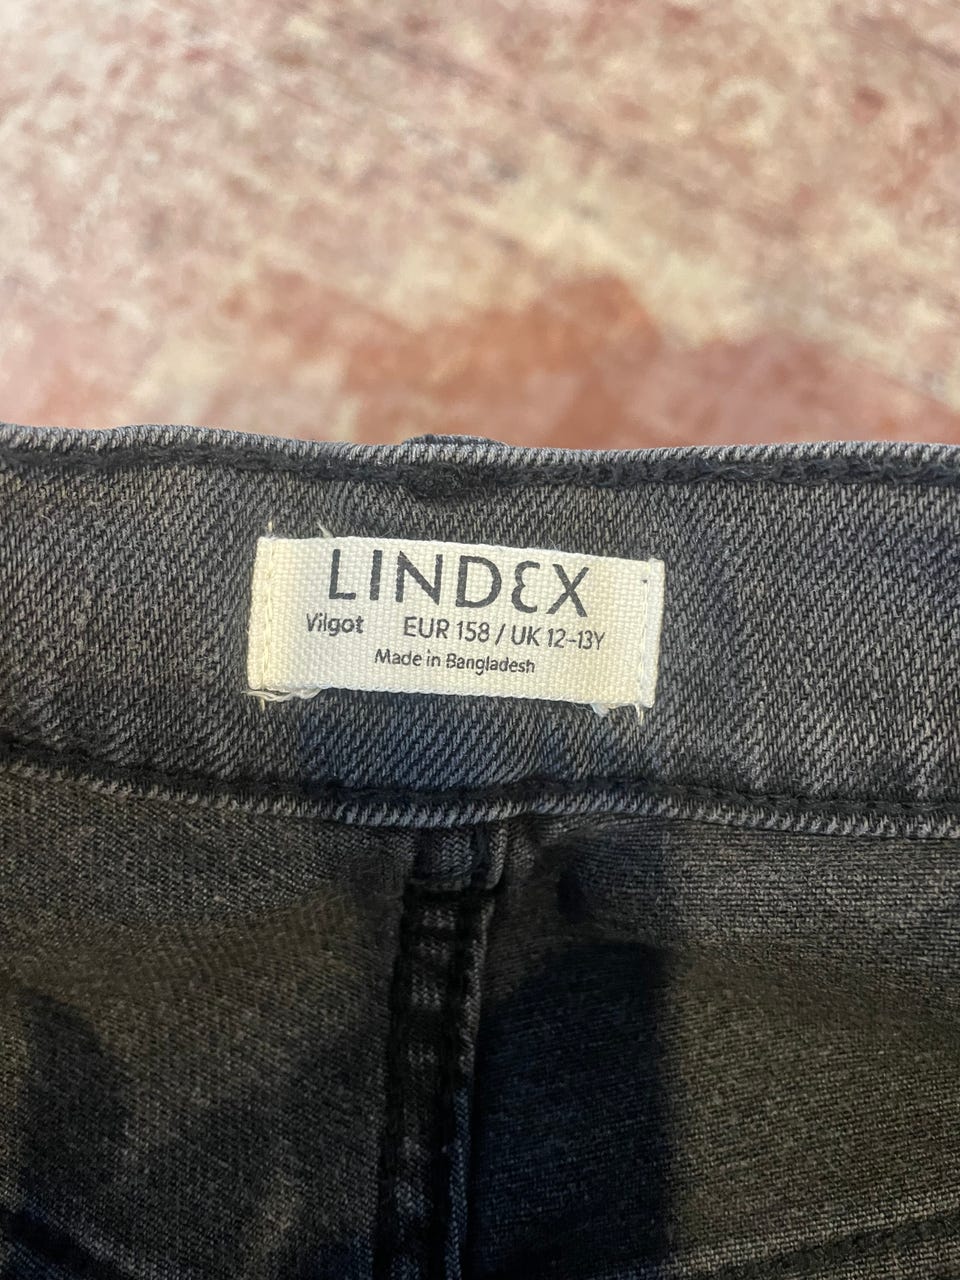 LINDEX
Vilgot EUR 158 / UK 12-13Y
Made in Bangladesh